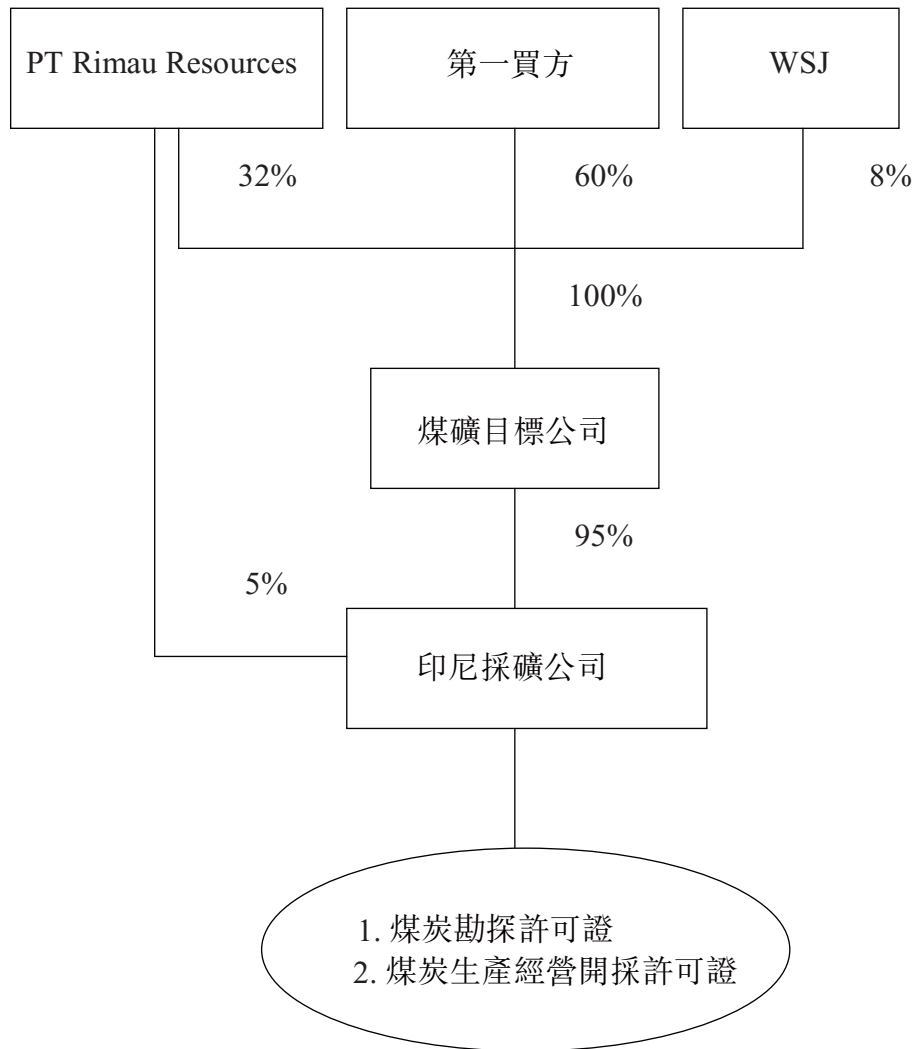 PT Rimau Resources
第一買方
WSJ
32%
60%
8%
100%
煤礦目標公司
95%
5%
印尼採礦公司
1. 煤炭勘探許可證
2. 煤炭生產經營開採許可證